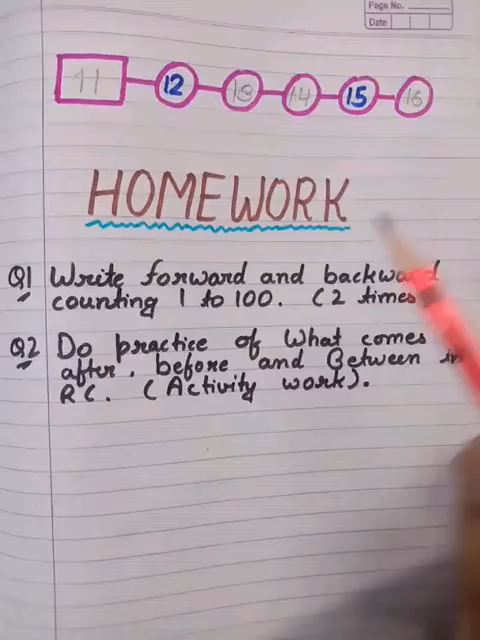 Page No.
Date
11 12 13 14 15 16
HOMEWORK
Q1 Write forward and backward
counting 1 to 100. (2 times
Q2 Do practice of What comes
after, before and Between in
RC. (Activity work).